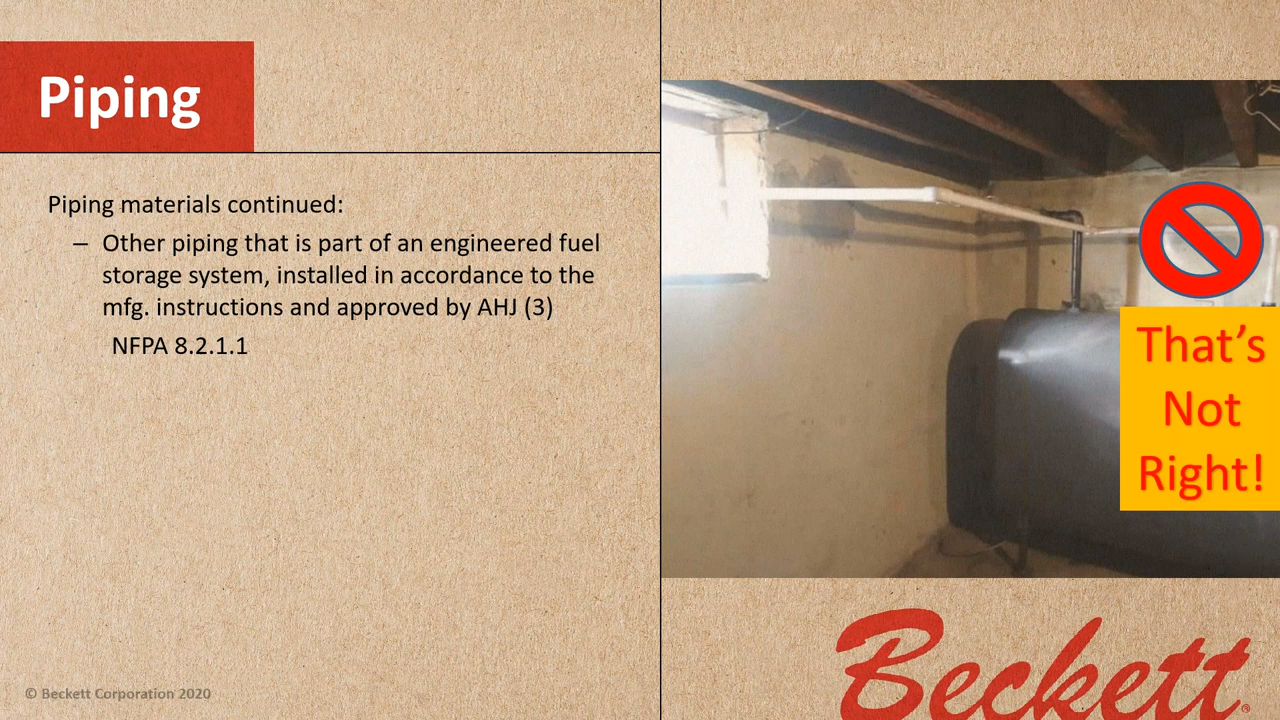 Piping
Piping materials continued:
– Other piping that is part of an engineered fuel
storage system, installed in accordance to the
mfg. instructions and approved by AHJ (3)
NFPA 8.2.1.1
That’s
Not
Right!
© Beckett Corporation 2020
Beckett®